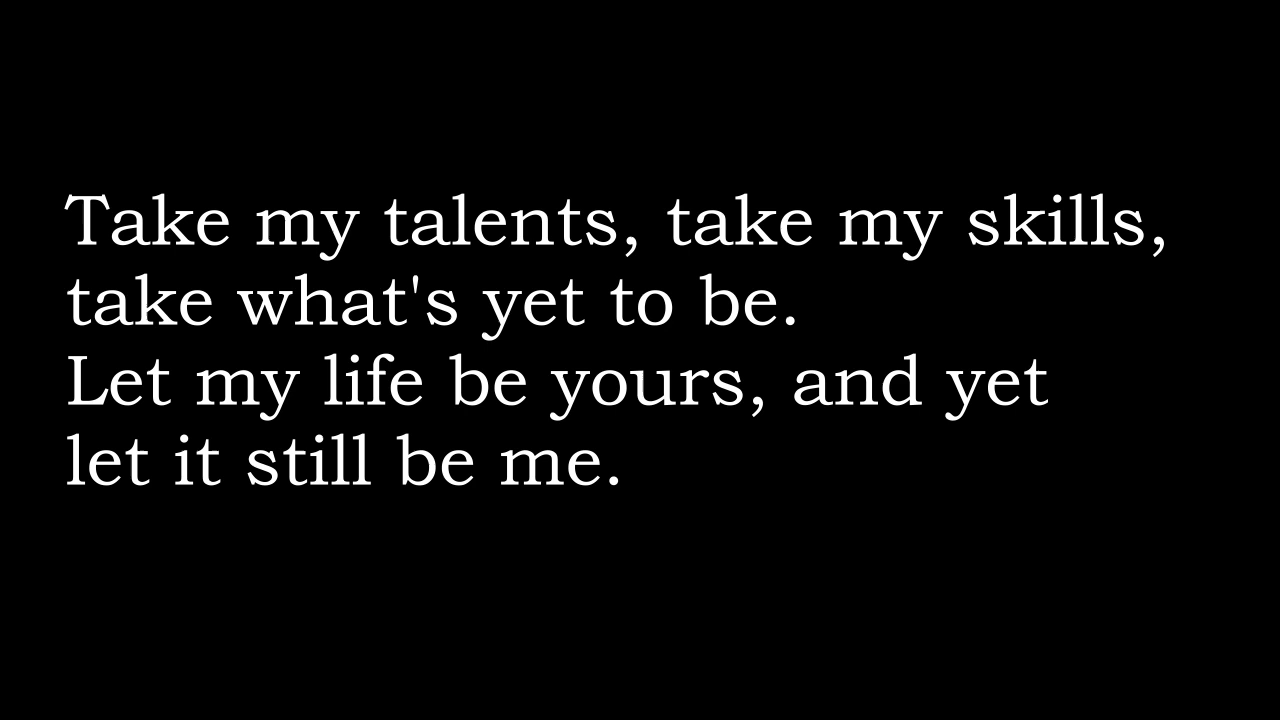 Take my talents, take my skills,
take what's yet to be.
Let my life be yours, and yet
let it still be me.